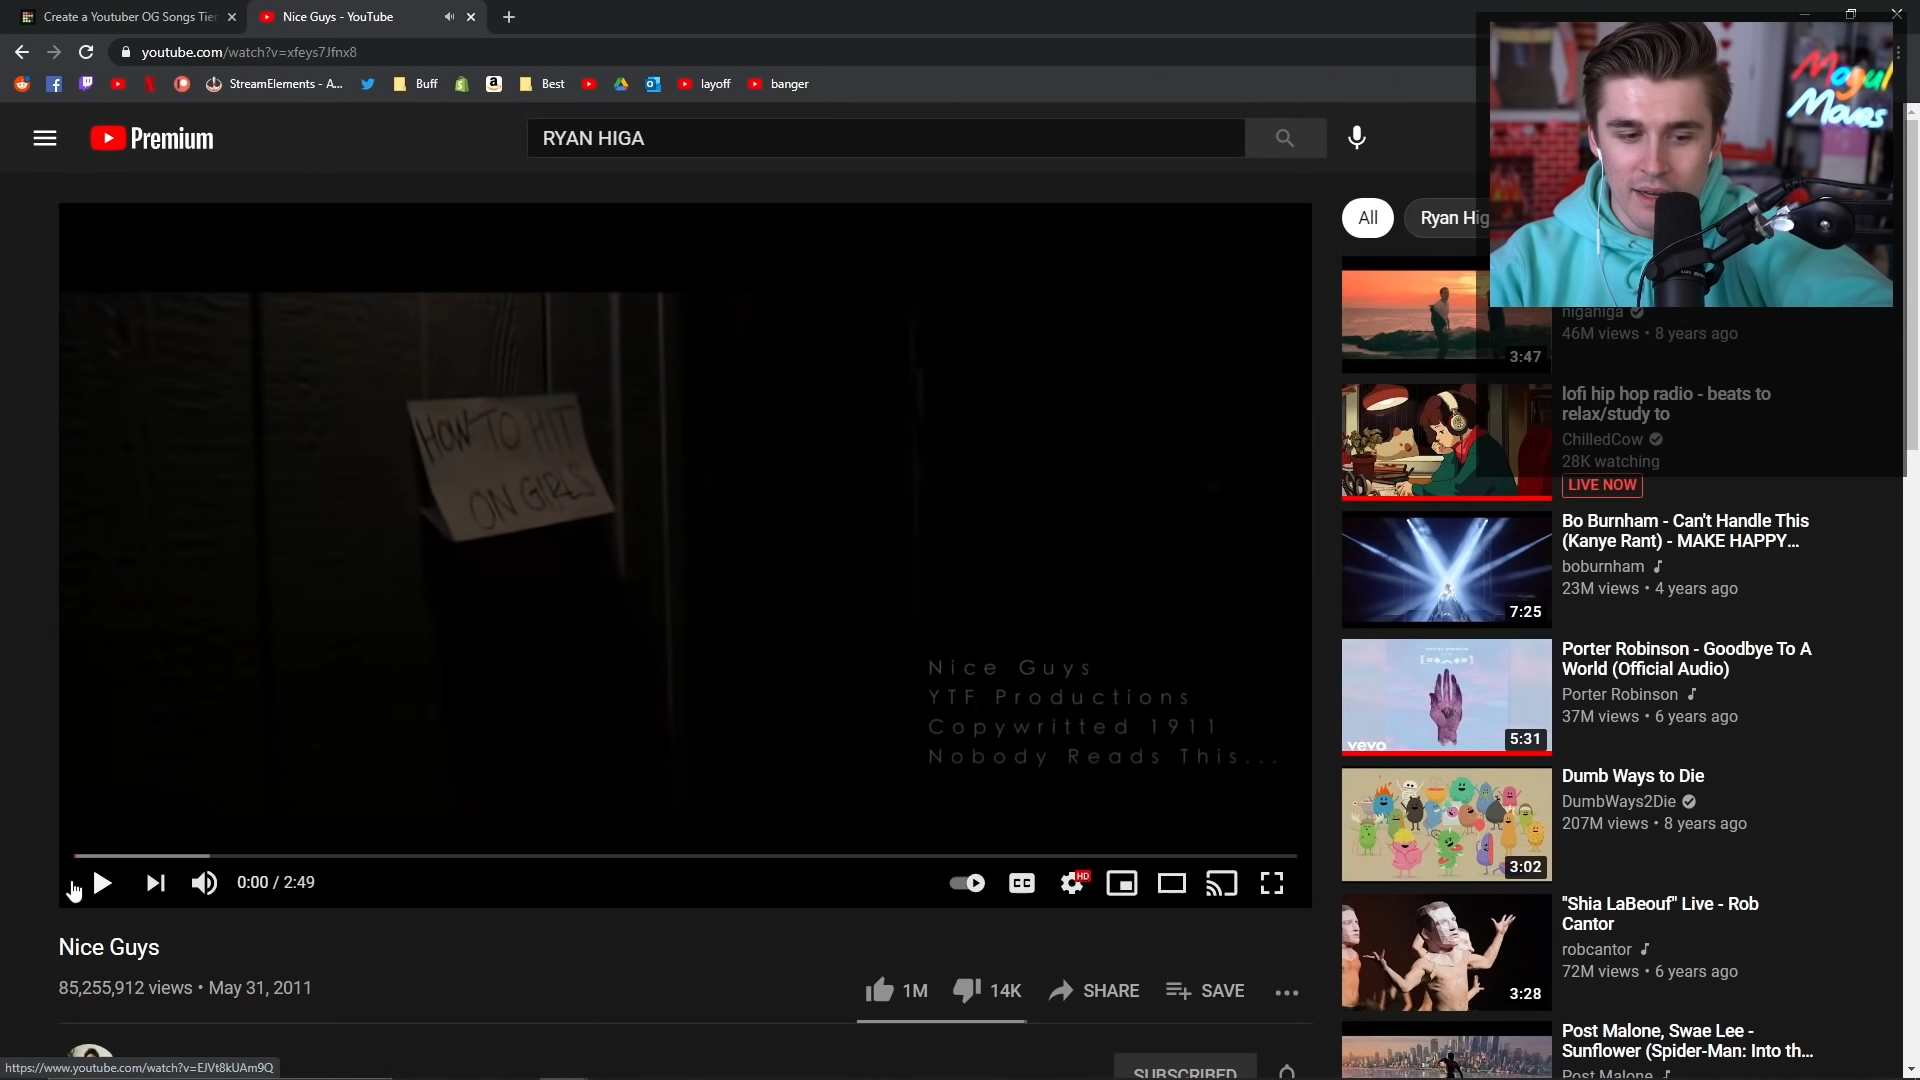 Create a Youtuber OG Songs Tier
Nice Guys - YouTube
youtube.com/watch?v=xfeys7Jfnx8
StreamElements - A...
Buff
Best
layoff
banger
Premium
RYAN HIGA
Mogul
Moves
All
Ryan Hig
HOW TO HIT
ON GIRLS
Nice Guys
YTF Productions
Copywritted 1911
Nobody Reads This...
0:00 / 2:49
CC
HD
Nice Guys
85,255,912 views • May 31, 2011
1M
14K
SHARE
SAVE
SUBSCRIBED
https://www.youtube.com/watch?v=EJVt8kUAm9Q
3:47
higahiga
46M views • 8 years ago
lofi hip hop radio - beats to
relax/study to
ChilledCow
28K watching
LIVE NOW
7:25
Bo Burnham - Can't Handle This
(Kanye Rant) - MAKE HAPPY...
boburnham
23M views • 4 years ago
vevo
5:31
Porter Robinson - Goodbye To A
World (Official Audio)
Porter Robinson
37M views • 6 years ago
3:02
Dumb Ways to Die
DumbWays2Die
207M views • 8 years ago
3:28
"Shia LaBeouf" Live - Rob
Cantor
robcantor
72M views • 6 years ago
Post Malone, Swae Lee -
Sunflower (Spider-Man: Into th...
Post Malone